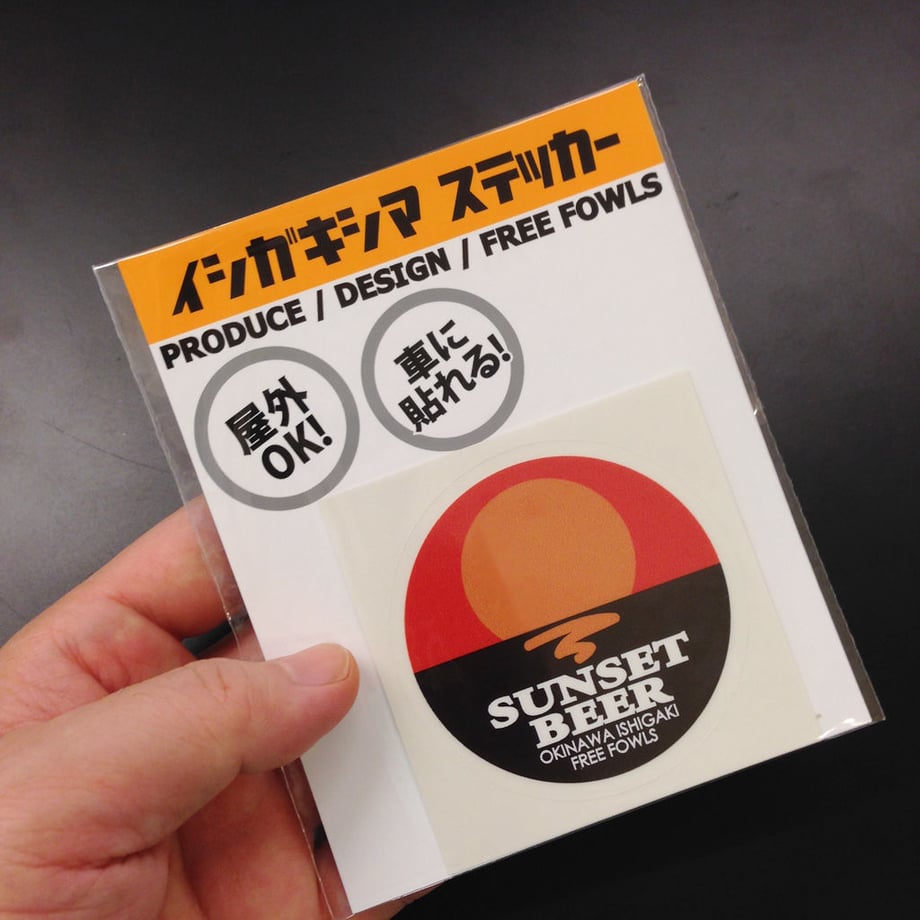 イシガキシマ ステッカー
PRODUCE / DESIGN / FREE FOWLS
屋外
OK!
車に
貼れる!
SUNSET
BEER
OKINAWA ISHIGAKI
FREE FOWLS